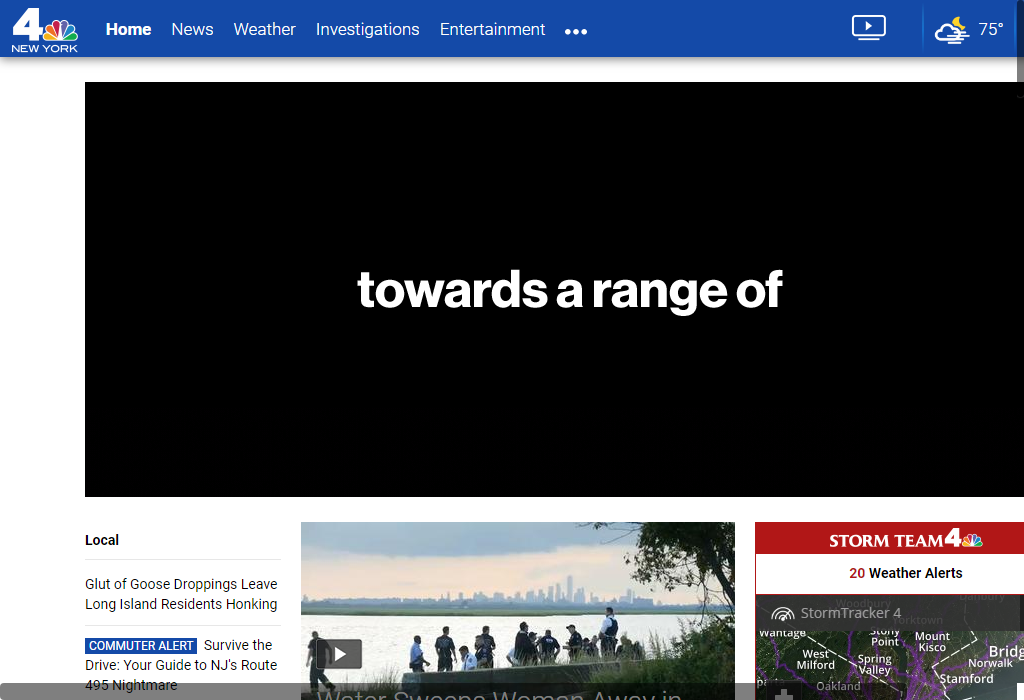 4
NEW YORK
Home News Weather Investigations Entertainment
75°
towards a range of
Local
Glut of Goose Droppings Leave
Long Island Residents Honking
COMMUTER ALERT Survive the
Drive: Your Guide to NJ's Route
495 Nightmare
Water Sweeps Woman Away in
STORM TEAM 4
20 Weather Alerts
StormTracker 4
Woodbury
Danbury
Yorktown
Wantage
Stony
Point
Mount
Kisco
West
Milford
Spring
Valley
Norwalk
Stamford
Oakland